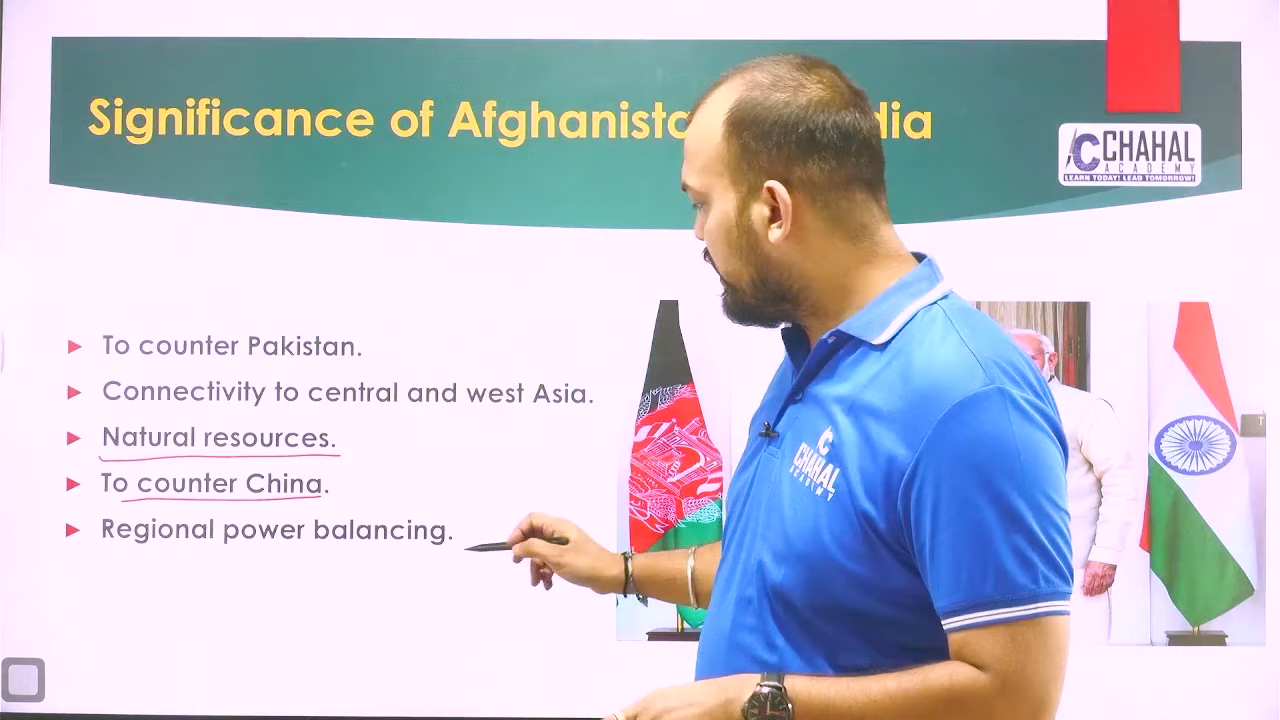 Significance of Afghanist dia
CHAHAL
ACADEMY
LEARN TODAY! LEAD TOMORROW!
To counter Pakistan.
Connectivity to central and west Asia.
Natural resources.
To counter China.
Regional power balancing.
CHAHAL
ACADEMY